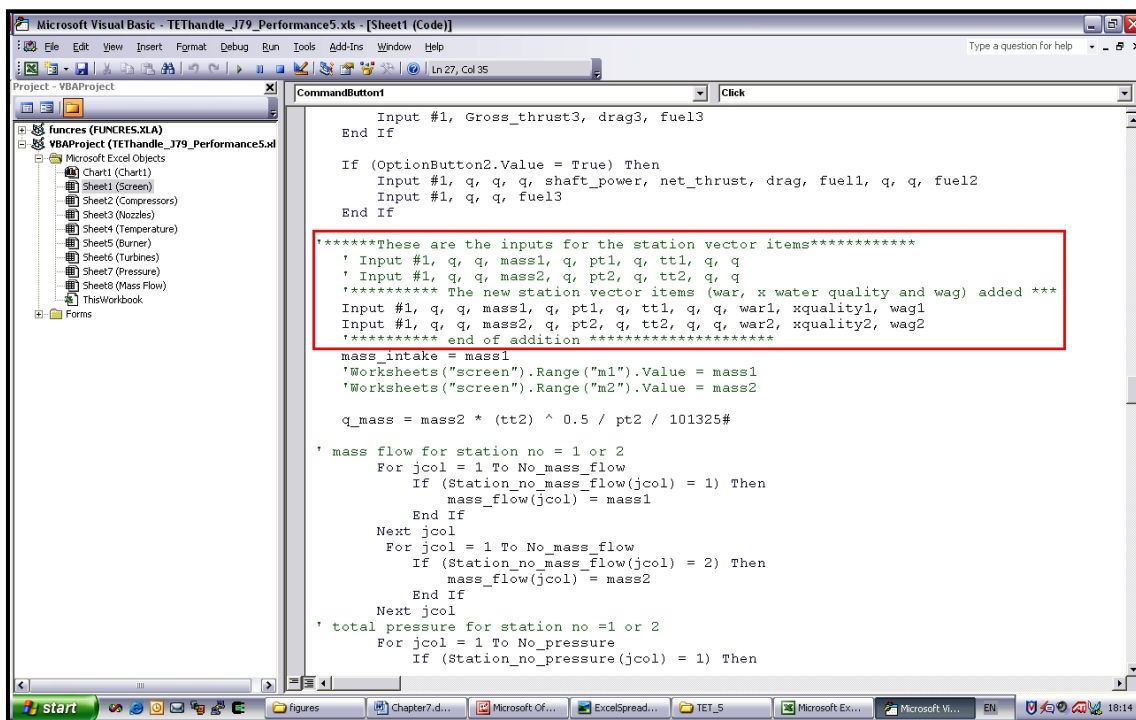 Microsoft Visual Basic - TEThandle_J79_Performance5.xls - [Sheet1 (Code)]
File Edit View Insert Format Debug Run Tools Add-Ins Window Help
Type a question for help
Ln 27, Col 35
Project - VBAProject
CommandButton1
Click
funcres (FUNCRES.XLA)
VBAProject (TEThandle_J79_Performance5.xl
Microsoft Excel Objects
Chart1 (Chart1)
Sheet1 (Screen)
Sheet2 (Compressors)
Sheet3 (Nozzles)
Sheet4 (Temperature)
Sheet5 (Burner)
Sheet6 (Turbines)
Sheet7 (Pressure)
Sheet8 (Mass Flow)
ThisWorkbook
Forms
Input #1, Gross_thrust3, drag3, fuel3
End If
If (OptionButton2.Value = True) Then
Input #1, q, q, q, shaft_power, net_thrust, drag, fuel1, q, q, fuel2
Input #1, q, q, fuel3
End If
'******These are the inputs for the station vector items************
' Input #1, q, q, mass1, q, pt1, q, tt1, q, q
' Input #1, q, q, mass2, q, pt2, q, tt2, q, q
'********** The new station vector items (war, x water quality and wag) added ***
Input #1, q, q, mass1, q, pt1, q, tt1, q, q, war1, xquality1, wag1
Input #1, q, q, mass2, q, pt2, q, tt2, q, q, war2, xquality2, wag2
'********** end of addition *********************
mass_intake = mass1
'Worksheets("screen").Range("m1").Value = mass1
'Worksheets("screen").Range("m2").Value = mass2
q_mass = mass2 * (tt2) ^ 0.5 / pt2 / 101325#
' mass flow for station no = 1 or 2
For jcol = 1 To No_mass_flow
If (Station_no_mass_flow(jcol) = 1) Then
mass_flow(jcol) = mass1
End If
Next jcol
For jcol = 1 To No_mass_flow
If (Station_no_mass_flow(jcol) = 2) Then
mass_flow(jcol) = mass2
End If
Next jcol
' total pressure for station no =1 or 2
For jcol = 1 To No_pressure
If (Station_no_pressure(jcol) = 1) Then
start
figures
Chapter7.d...
Microsoft Of...
ExcelSpread...
TET_5
Microsoft Ex...
Microsoft Vi...
EN
18:14